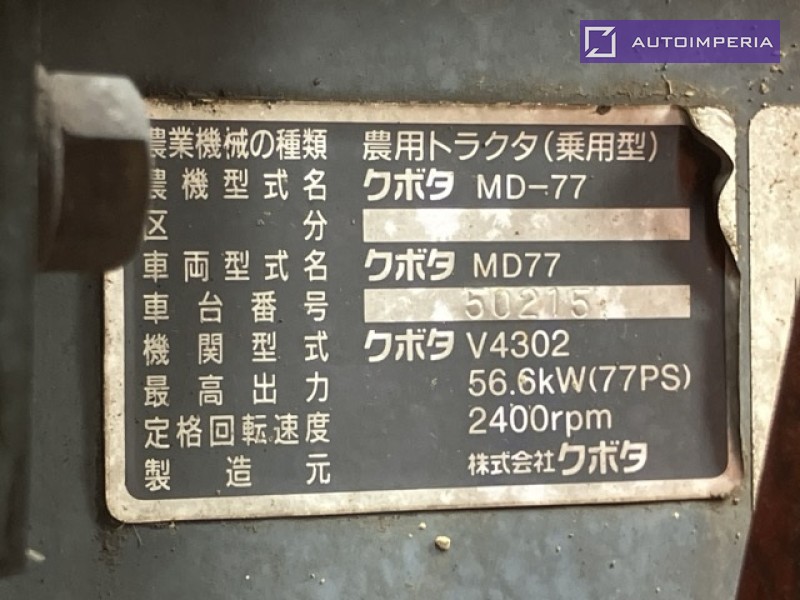 AUTOIMPERIA
農業機械の種類 農用トラクタ(乗用型)
農機型式名 クボタ MD-77
区分
車両型式名 クボタ MD77
車台番号 50215
機関型式 クボタ V4302
最高出力 56.6kW(77PS)
定格回転速度 2400rpm
製造元 株式会社クボタ